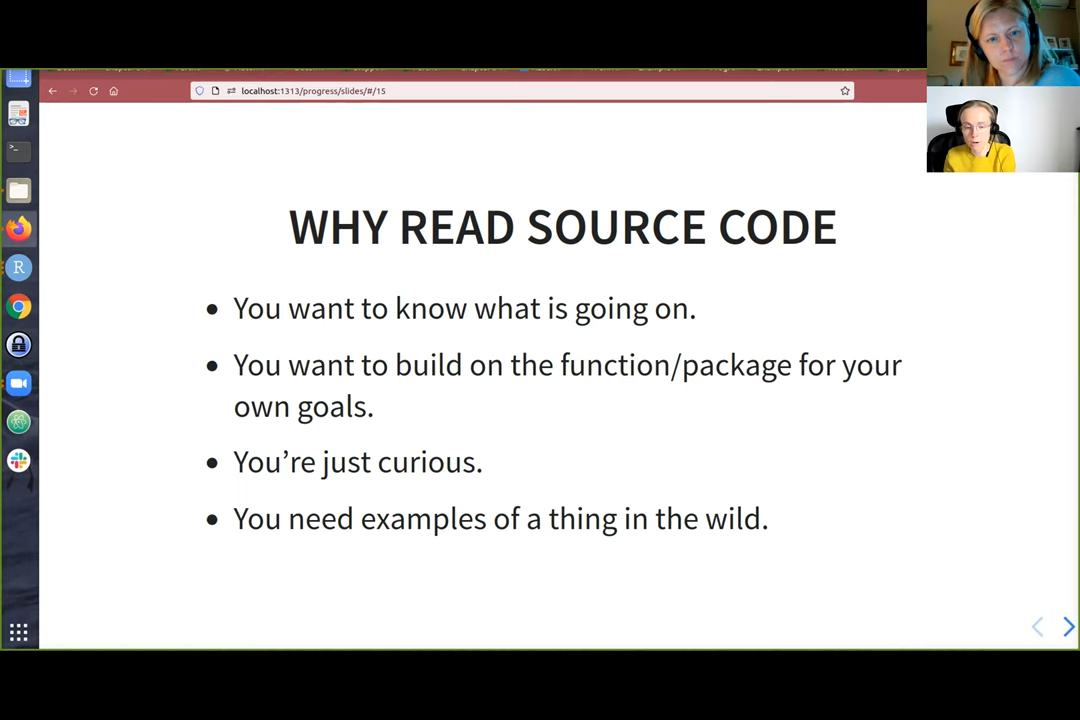 localhost:1313/progress/slides/#/15
WHY READ SOURCE CODE
• You want to know what is going on.
• You want to build on the function/package for your
own goals.
• You're just curious.
• You need examples of a thing in the wild.
R
>_